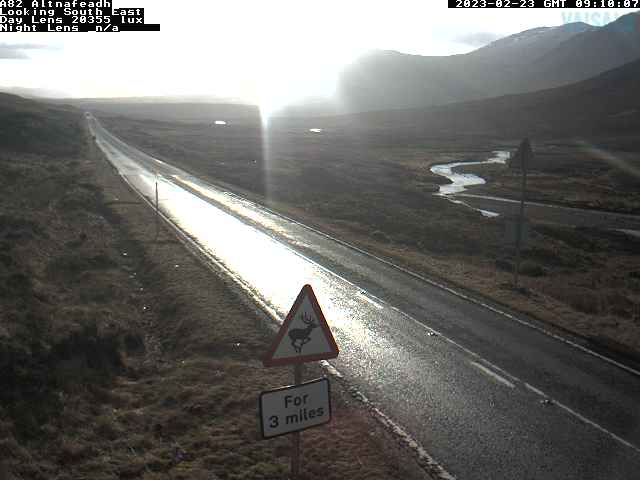 A82 Altnafeadh
Looking South East
Day Lens 20355 lux
Night Lens n/a
2023-02-23 GMT 09:10:07
VAISALA
For
3 miles